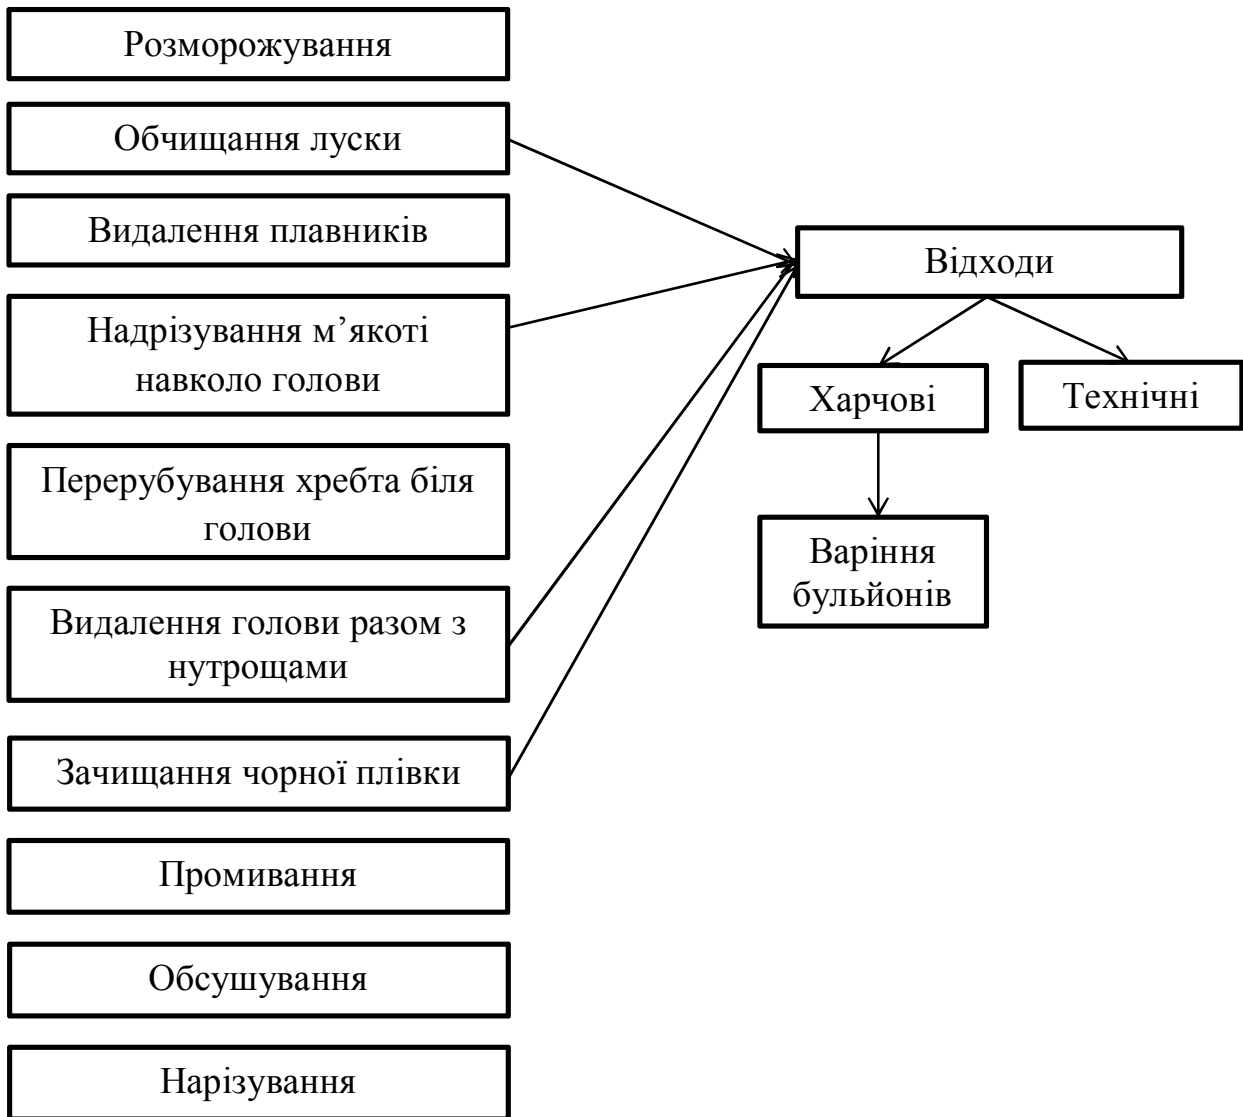 Розморожування
Обчищання луски
Видалення плавників
Надрізування м’якоті
навколо голови
Перерубування хребта біля
голови
Видалення голови разом з
нутрощами
Зачищання чорної плівки
Промивання
Обсушування
Нарізування
Відходи
Харчові
Технічні
Варіння
бульйонів